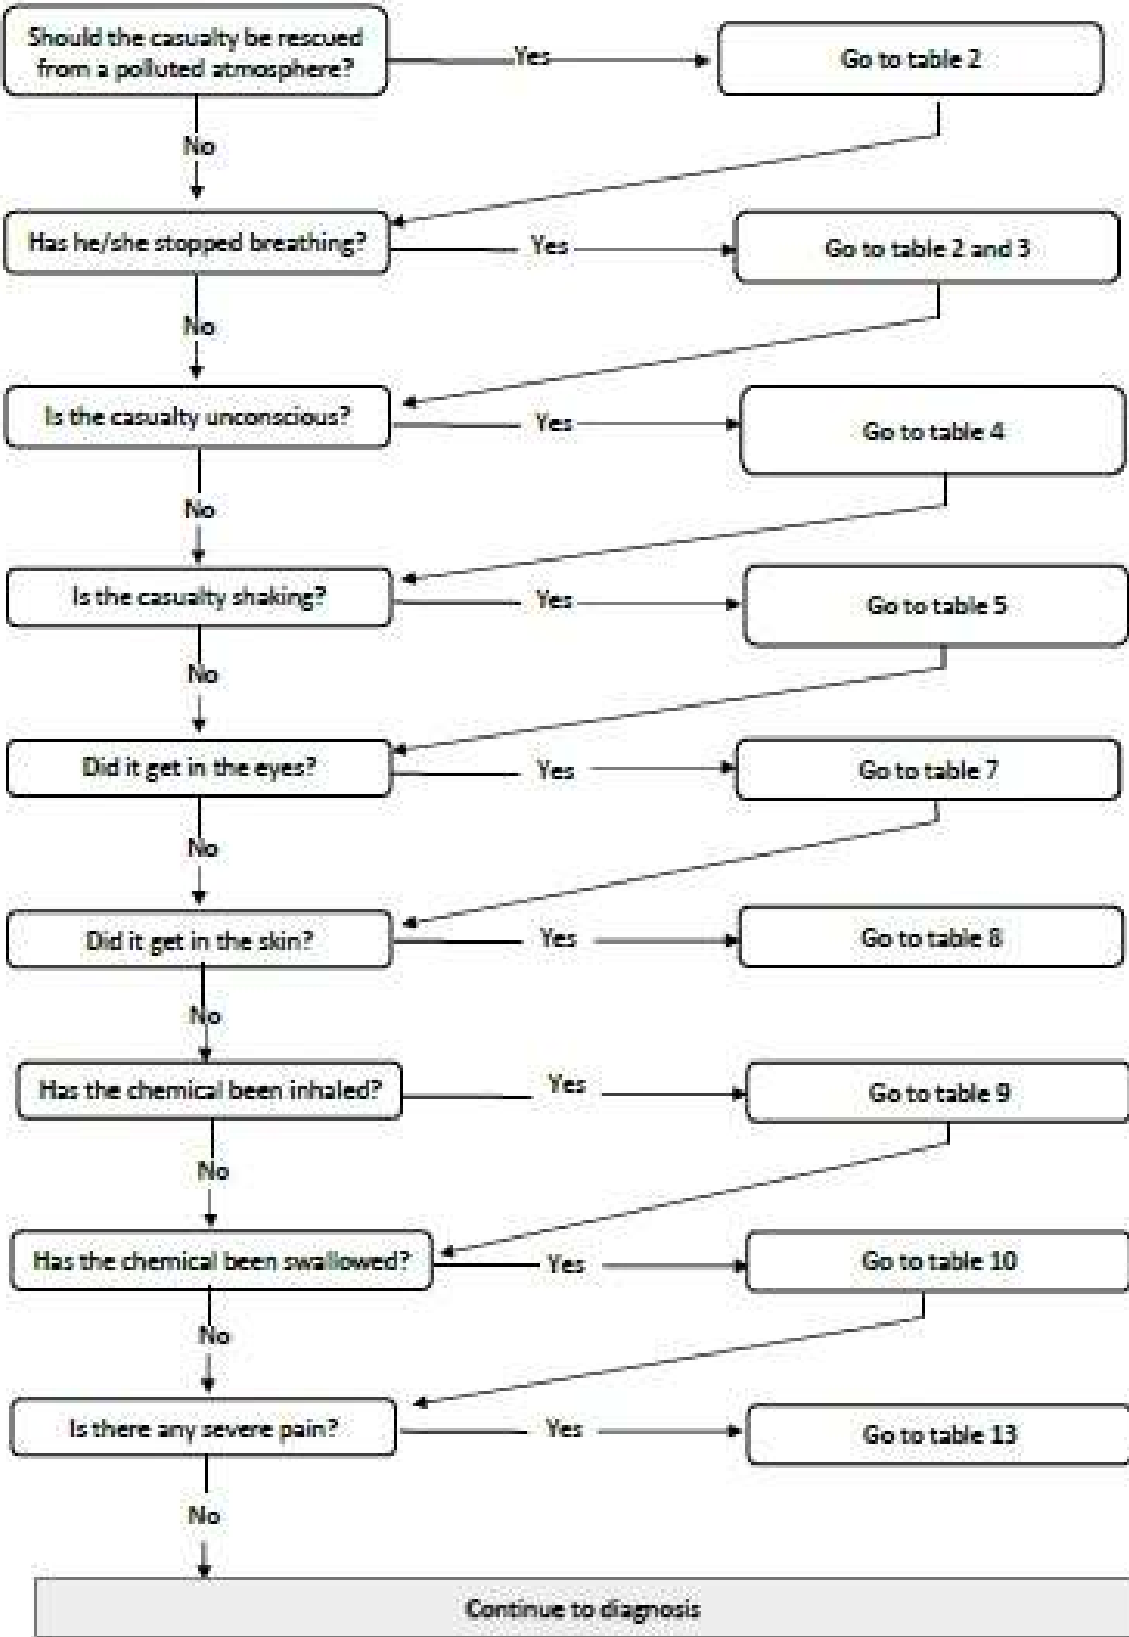 Should the casualty be rescued
from a polluted atmosphere?
Yes
Go to table 2
No
Has he/she stopped breathing?
Yes
Go to table 2 and 3
No
Is the casualty unconscious?
Yes
Go to table 4
No
Is the casualty shaking?
Yes
Go to table 5
No
Did it get in the eyes?
Yes
Go to table 7
No
Did it get in the skin?
Yes
Go to table 8
No
Has the chemical been inhaled?
Yes
Go to table 9
No
Has the chemical been swallowed?
Yes
Go to table 10
No
Is there any severe pain?
Yes
Go to table 13
No
Continue to diagnosis